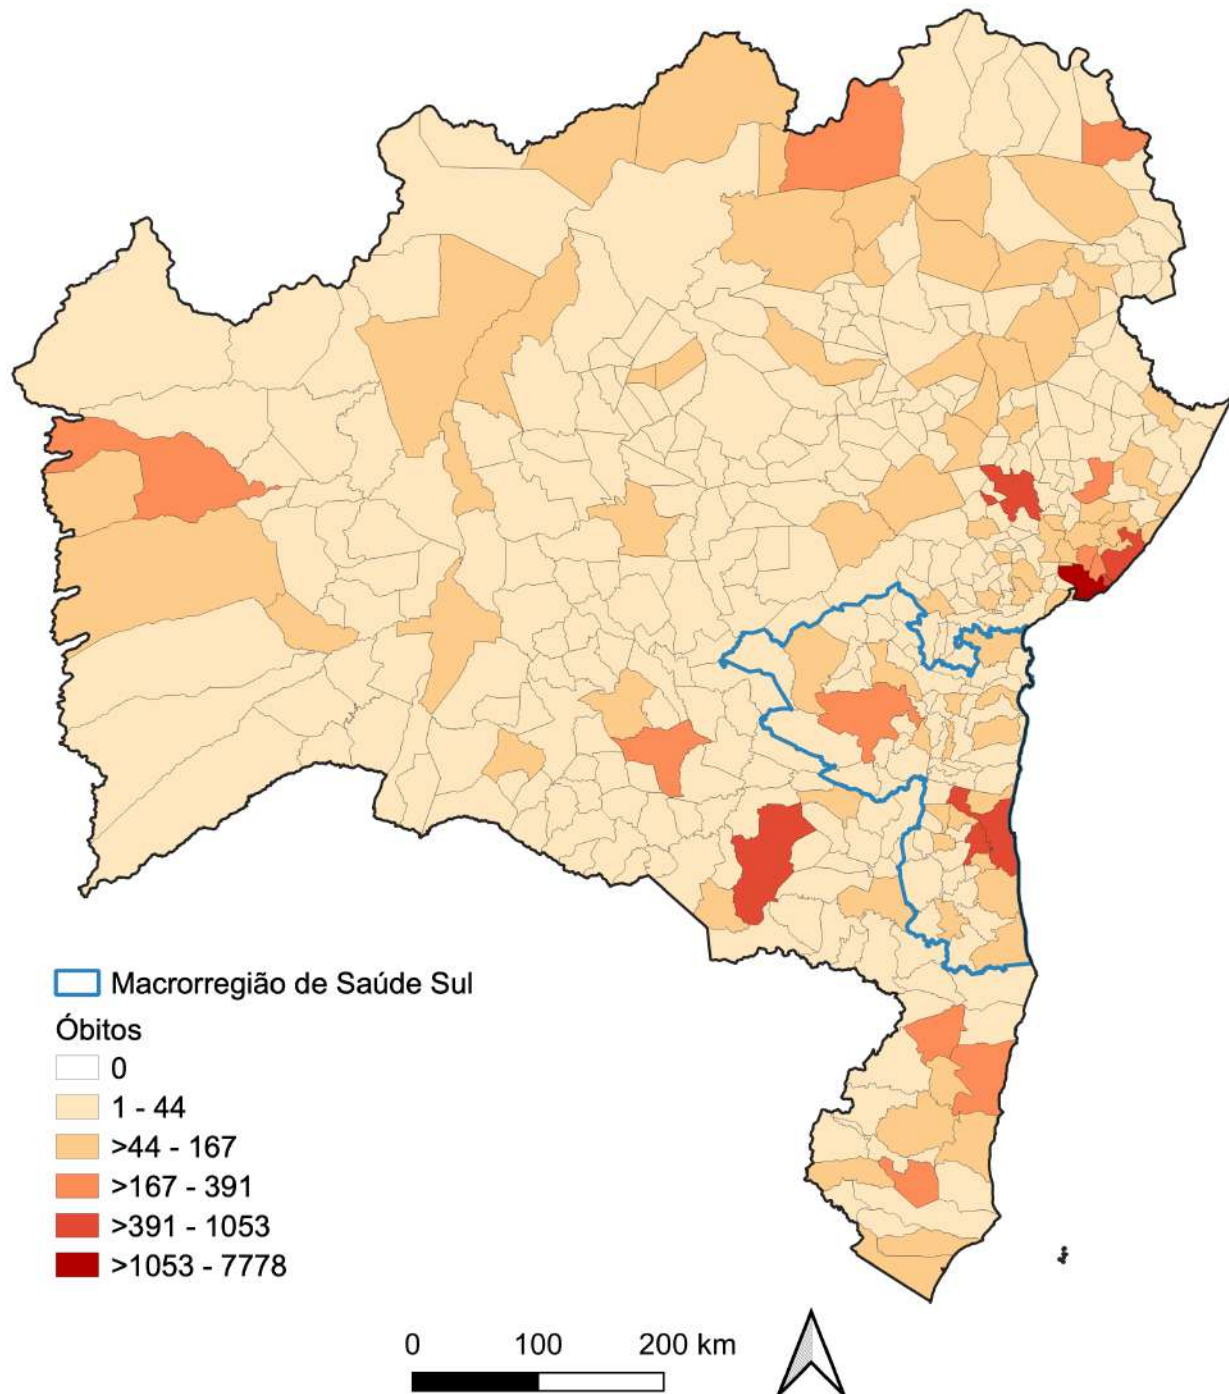 Macrorregião de Saúde Sul
Óbitos
0
1 - 44
>44 - 167
>167 - 391
>391 - 1053
>1053 - 7778
0 100 200 km